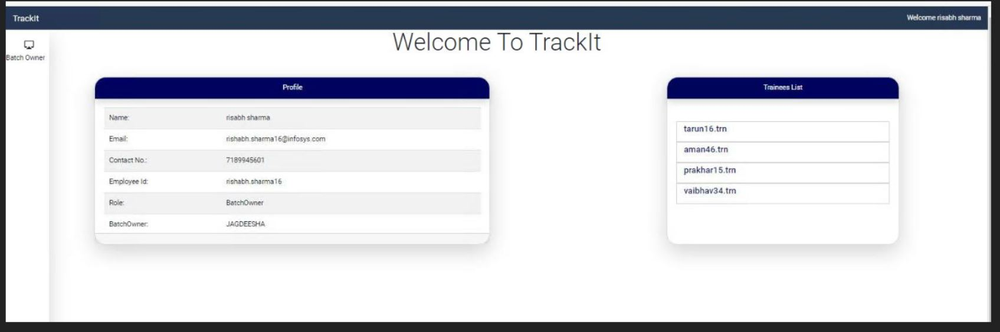 TrackIt
Welcome risabh sharma
Batch Owner
Welcome To TrackIt
Profile
Name: risabh sharma
Email: rishabh.sharma16@infosys.com
Contact No.: 7189945601
Employee Id: rishabh.sharma16
Role: BatchOwner
BatchOwner: JAGDEESHA
Trainees List
tarun16.trn
aman46.trn
prakhar15.trn
vaibhav34.trn